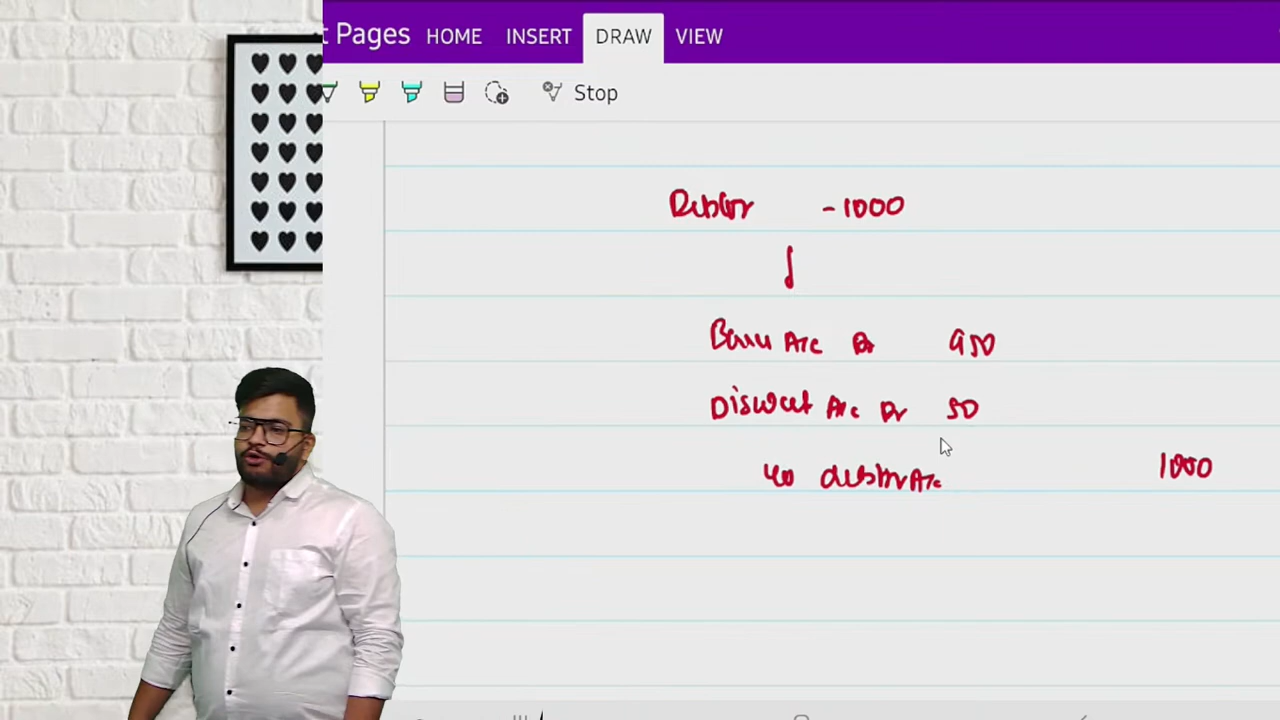 t Pages HOME INSERT DRAW VIEW
Stop
Debtor - 1000
Bank A/c Dr 950
Discount A/c Dr 50
To debtor A/c 1000